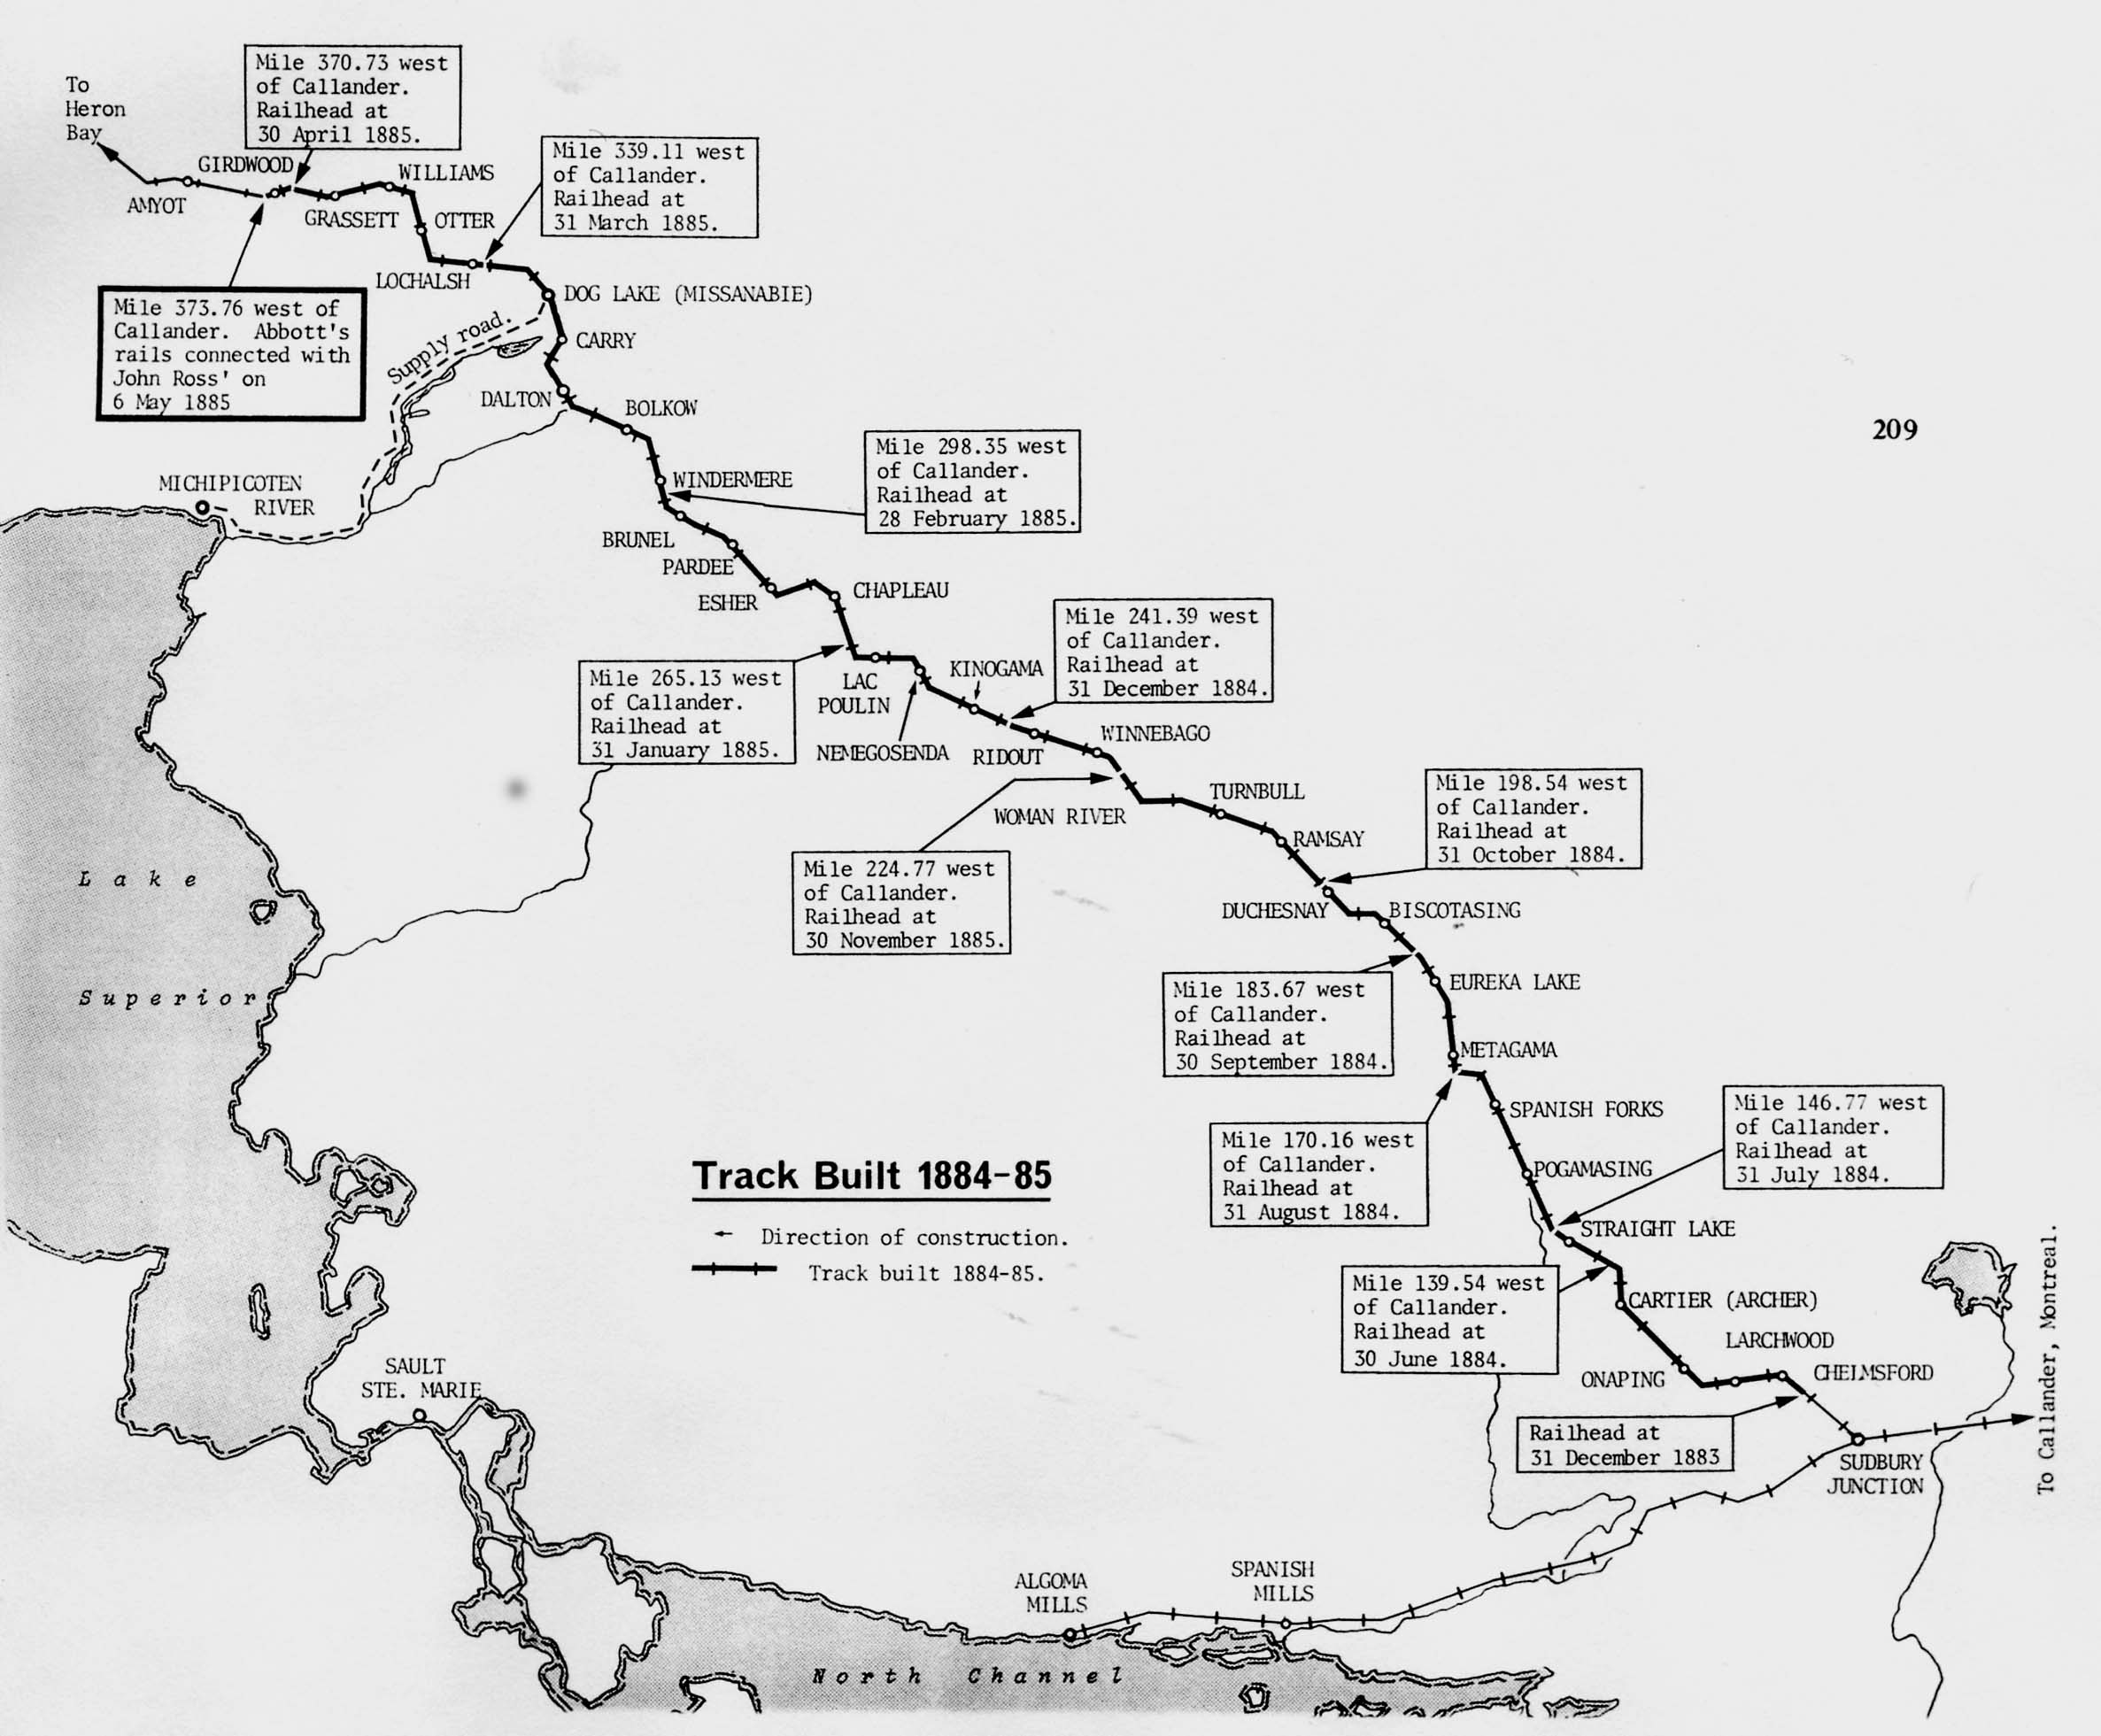 To
Heron
Bay
Mile 370.73 west
of Callander.
Railhead at
30 April 1885.
Mile 339.11 west
of Callander.
Railhead at
31 March 1885.
GIRDWOOD
WILLIAMS
AMYOT
GRASSETT
OTTER
LOCHALSH
DOG LAKE (MISSANABIE)
Mile 373.76 west of
Callander. Abbott's
rails connected with
John Ross' on
6 May 1885
Supply road.
CARRY
DALTON
BOLKOW
209
Mile 298.35 west
of Callander.
Railhead at
28 February 1885.
MICHIPICOTEN
RIVER
WINDERMERE
BRUNEL
PARDEE
ESHER
CHAPLEAU
Mile 241.39 west
of Callander.
Railhead at
31 December 1884.
Mile 265.13 west
of Callander.
Railhead at
31 January 1885.
LAC
POULIN
KINOGAMA
NEMEGOSENDA
RIDOUT
WINNEBAGO
WOMAN RIVER
TURNBULL
Mile 198.54 west
of Callander.
Railhead at
31 October 1884.
RAMSAY
Mile 224.77 west
of Callander.
Railhead at
30 November 1885.
DUCHESNAY
BISCOTASING
Lake
Superior
EUREKA LAKE
Mile 183.67 west
of Callander.
Railhead at
30 September 1884.
METAGAMA
SPANISH FORKS
Mile 146.77 west
of Callander.
Railhead at
31 July 1884.
Mile 170.16 west
of Callander.
Railhead at
31 August 1884.
POGAMASING
Track Built 1884-85
Direction of construction.
Track built 1884-85.
STRAIGHT LAKE
Mile 139.54 west
of Callander.
Railhead at
30 June 1884.
CARTIER (ARCHER)
LARCHWOOD
ONAPING
CHELMSFORD
To Callander, Montreal.
Railhead at
31 December 1883
SUDBURY
JUNCTION
SAULT
STE. MARIE
ALGOMA
MILLS
SPANISH
MILLS
North Channel